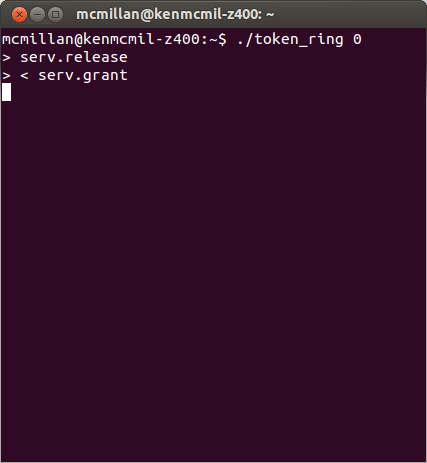 mcmillan@kenmcmil-z400: ~
mcmillan@kenmcmil-z400:~$ ./token_ring 0
> serv.release
> < serv.grant